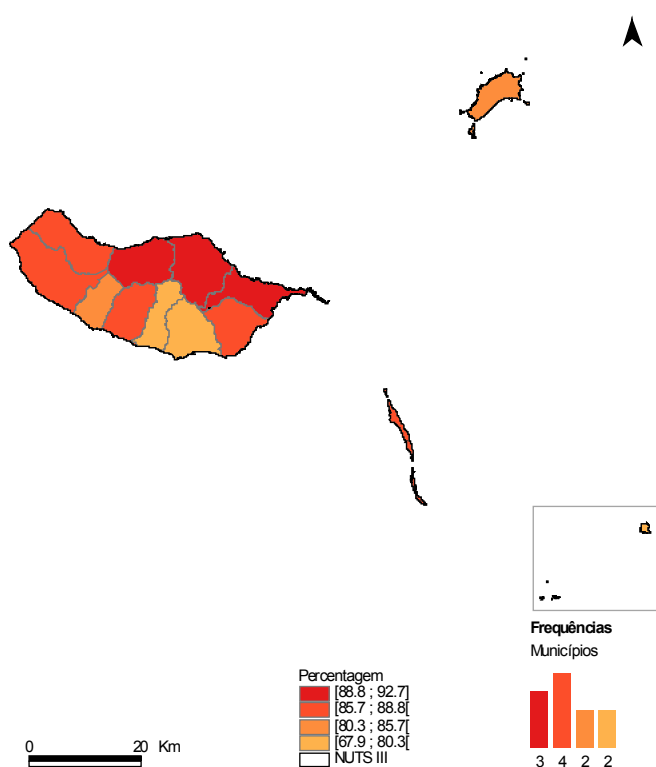 Frequências
Municípios
Percentagem
[88.8 ; 92.7]
[85.7 ; 88.8[
[80.3 ; 85.7[
[67.9 ; 80.3[
NUTS III
0 20 Km
3 4 2 2